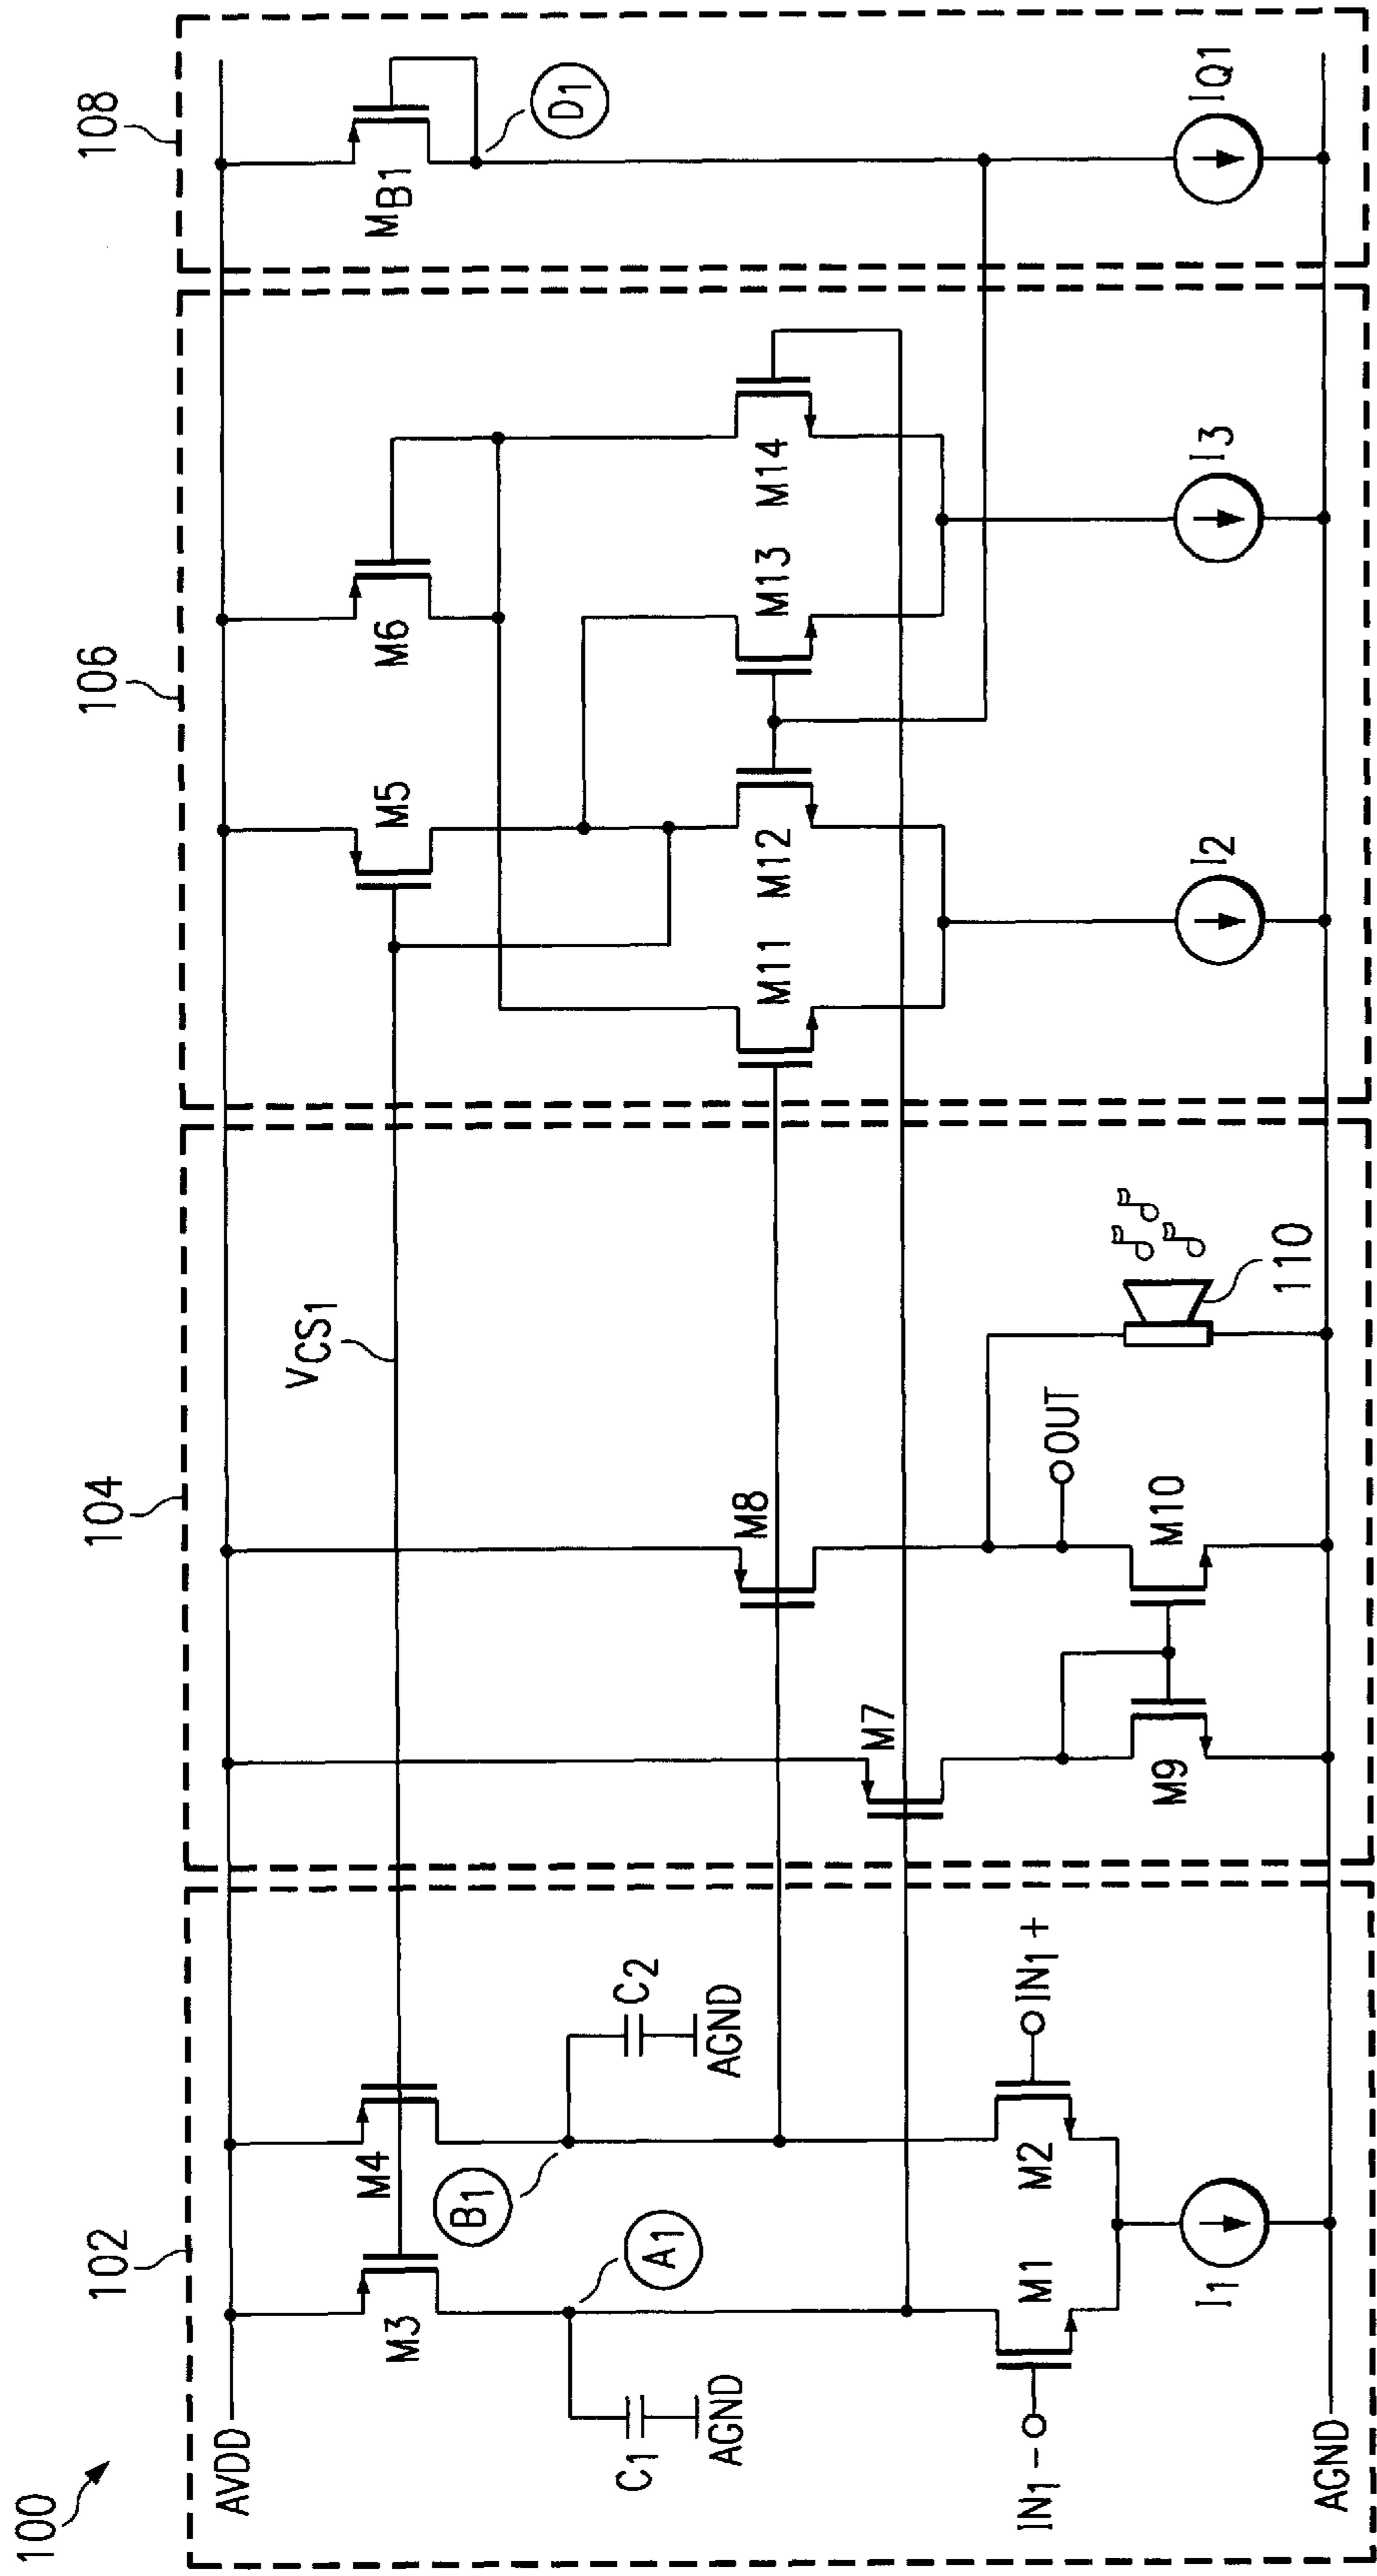 100
102
104
106
108
AVDD
M3
M4
VCS1
M5
M6
MB1
D1
B1
A1
C1
AGND
C2
AGND
M7
M8
M11
M12
M13
M14
IN1-
M1
M2
IN1+
M9
M10
OUT
110
I1
I2
I3
IQ1
AGND